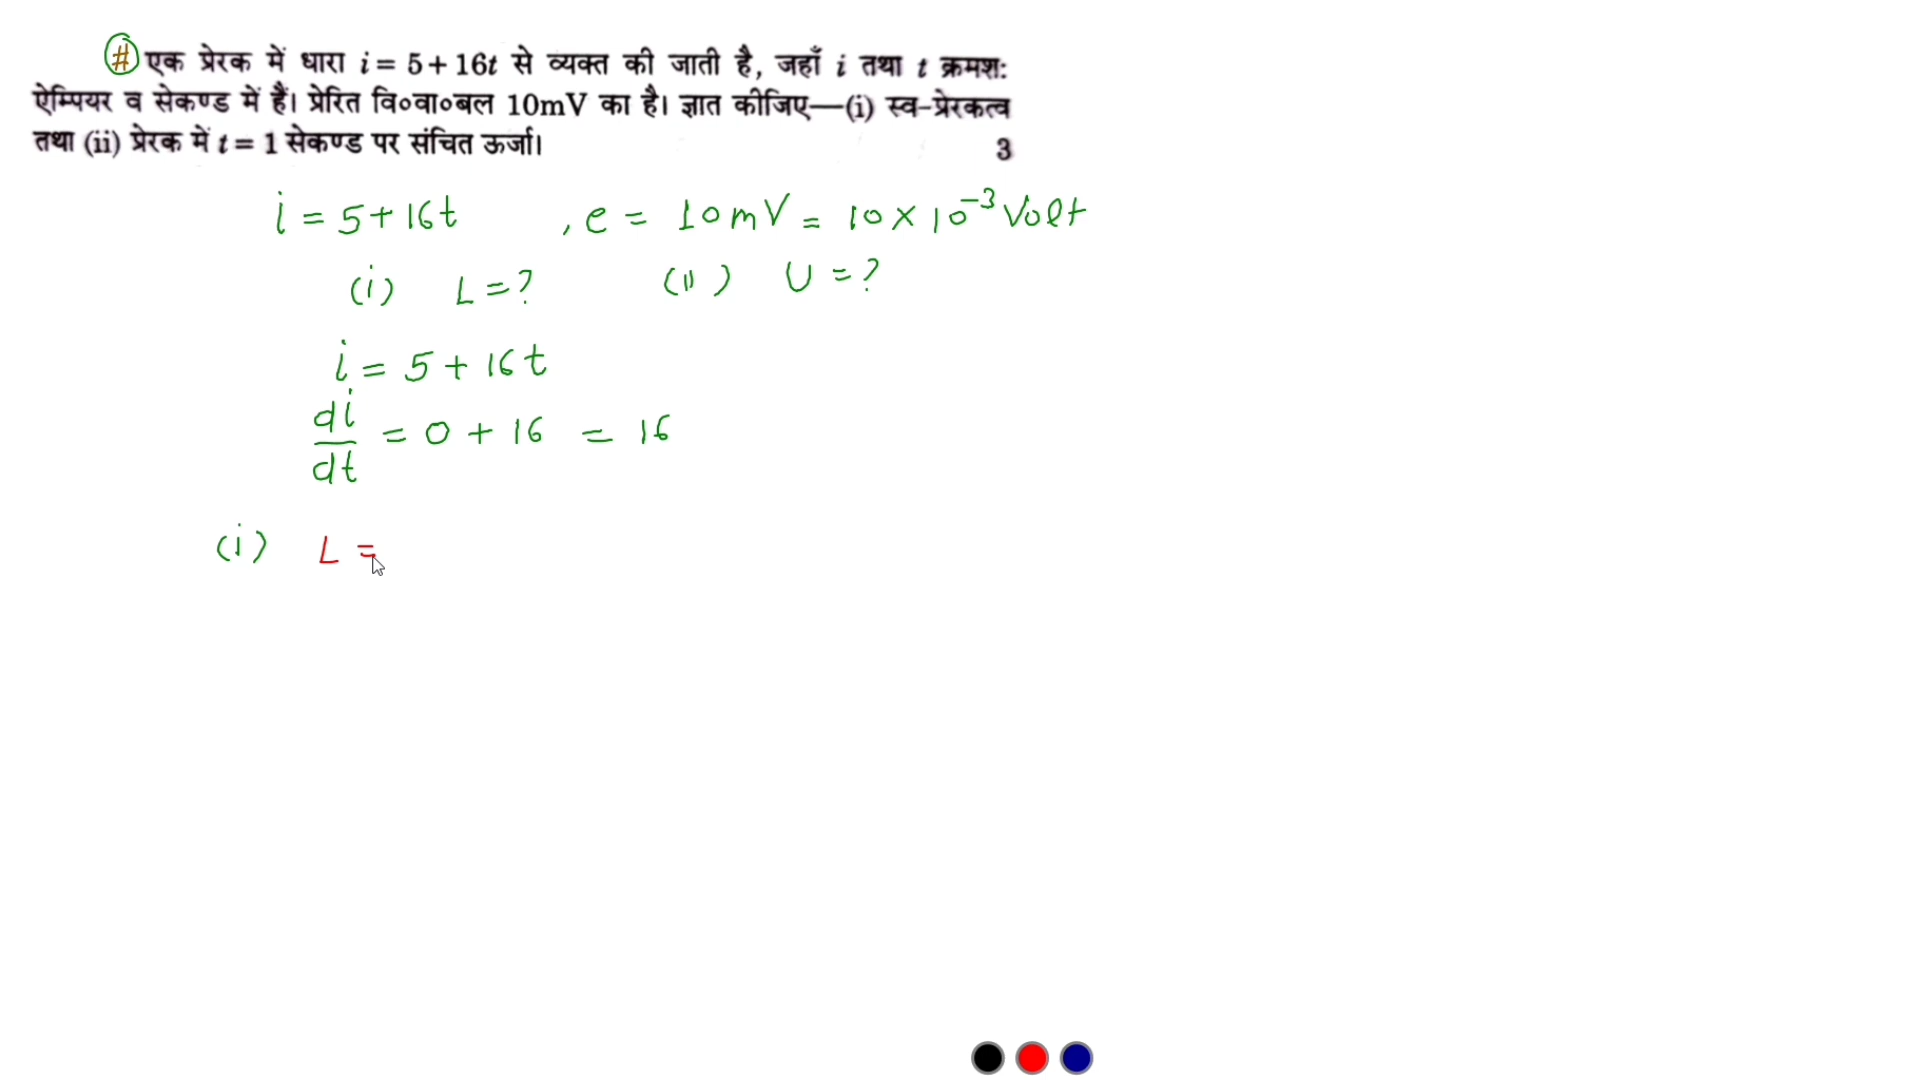 # एक प्रेरक में धारा i = 5 + 16t से व्यक्त की जाती है, जहाँ i तथा t क्रमशः
ऐम्पियर व सेकण्ड में हैं। प्रेरित वि०वा०बल 10mV का है। ज्ञात कीजिए—(i) स्व-प्रेरकत्व
तथा (ii) प्रेरक में t = 1 सेकण्ड पर संचित ऊर्जा। 3
i = 5 + 16t , e = 10mV = 10 × 10⁻³ Volt
(i) L = ? (ii) U = ?
i = 5 + 16t
di/dt = 0 + 16 = 16
(i) L =